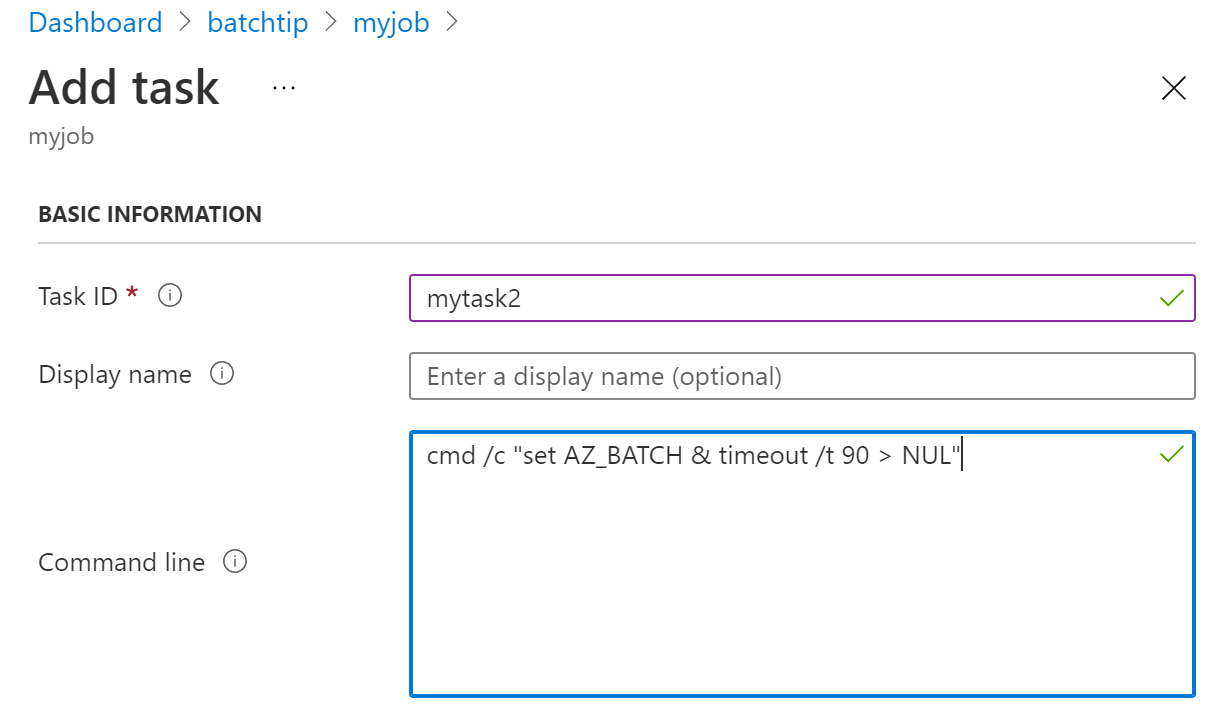 Dashboard > batchtip > myjob >
Add task ...
myjob
BASIC INFORMATION
Task ID *
mytask2
Display name
Enter a display name (optional)
cmd /c "set AZ_BATCH & timeout /t 90 > NUL"
Command line